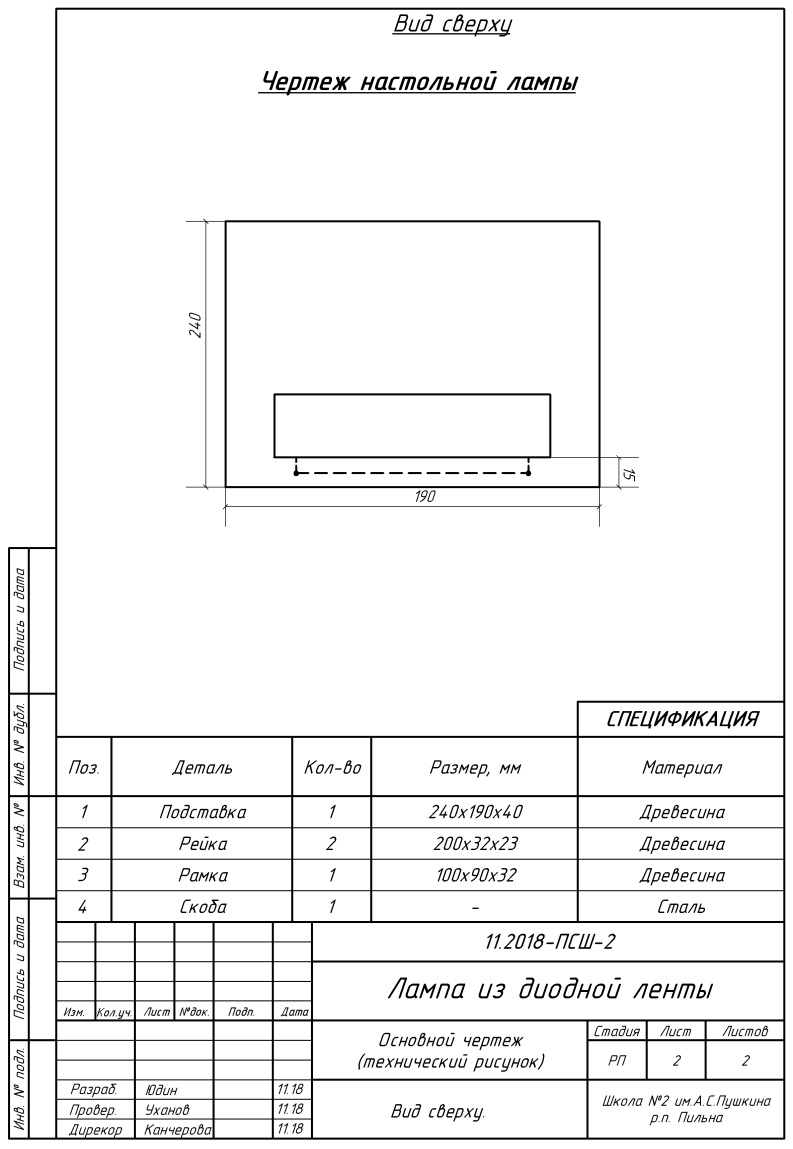 Вид сверху
Чертеж настольной лампы
240
15
190
Подпись и дата
Инв. № дубл.
Взам. инв. №
Подпись и дата
Инв. № подл.
СПЕЦИФИКАЦИЯ
Поз. Деталь Кол-во Размер, мм Материал
1 Подставка 1 240х190х40 Древесина
2 Рейка 2 200х32х23 Древесина
3 Рамка 1 100х90х32 Древесина
4 Скоба 1 - Сталь
11.2018-ПСШ-2
Лампа из диодной ленты
Изм. Кол.уч. Лист №док. Подп. Дата
Основной чертеж
(технический рисунок)
Стадия Лист Листов
РП 2 2
Разраб. Юдин 11.18
Провер. Уханов 11.18
Дирекор Канчерова 11.18
Вид сверху.
Школа №2 им.А.С.Пушкина
р.п. Пильна